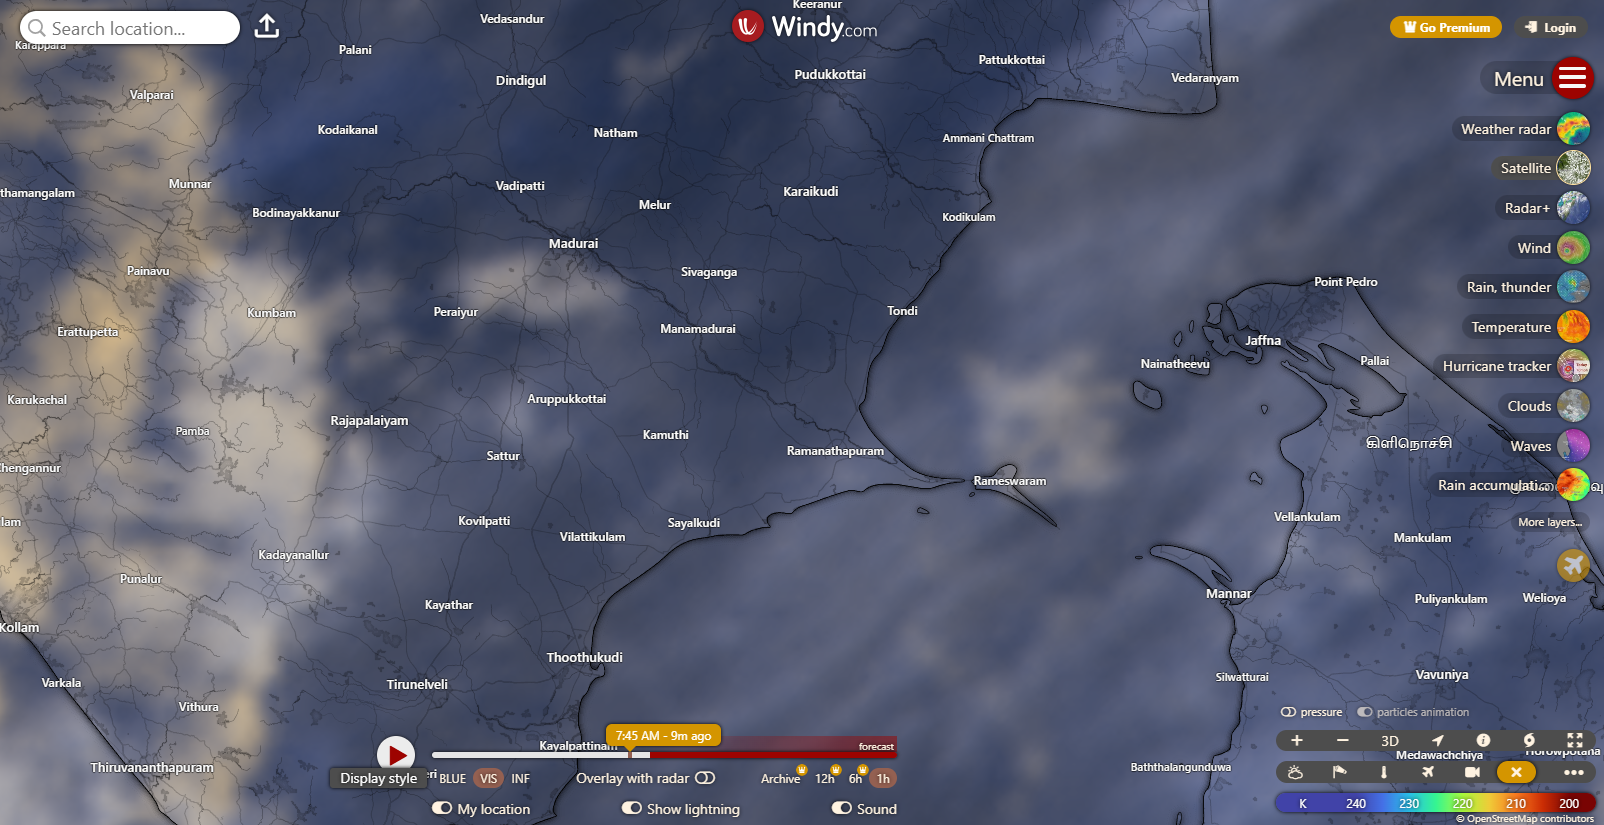 Search location...
Windy.com
Go Premium
Login
Menu
Weather radar
Satellite
Radar+
Wind
Rain, thunder
Temperature
Hurricane tracker
Clouds
Waves
Rain accumulati...
More layers...
Keeranur
Vedasandur
Karappara
Palani
Dindigul
Pudukkottai
Pattukkottai
Vedaranyam
Valparai
Kodaikanal
Natham
Ammani Chattram
Munnar
thamangalam
Vadipatti
Karaikudi
Melur
Bodinayakkanur
Kodikulam
Madurai
Painavu
Sivaganga
Point Pedro
Kumbam
Peraiyur
Tondi
Erattupetta
Manamadurai
Jaffna
Nainatheevu
Pallai
Karukachal
Aruppukkottai
Rajapalaiyam
Pamba
Kamuthi
கிளிநொச்சி
Sattur
Ramanathapuram
Chengannur
Rameswaram
lam
Kovilpatti
Sayalkudi
Vellankulam
Vilattikulam
Mankulam
Kadayanallur
Punalur
Mannar
Puliyankulam
Welioya
Kayathar
Kollam
Thoothukudi
Varkala
Tirunelveli
Silwatturai
Vavuniya
Vithura
Kayalpattinam
Thiruvananthapuram
Baththalangunduwa
Medawachchiya
Horowpotana
7:45 AM - 9m ago
forecast
Display style
eri
BLUE
VIS
INF
Overlay with radar
Archive
12h
6h
1h
My location
Show lightning
Sound
pressure
particles animation
3D
K 240 230 220 210 200
© OpenStreetMap contributors